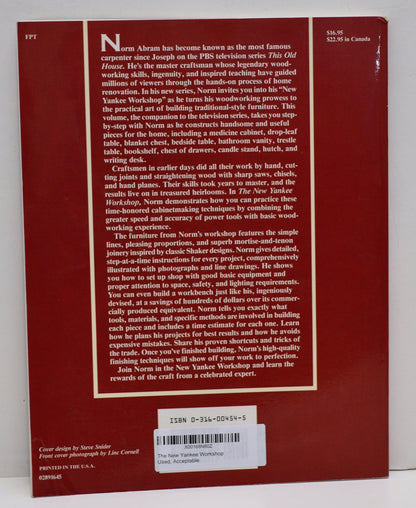 FPT
$16.95
$22.95 in Canada
Norm Abram has become known as the most famous
carpenter since Joseph on the PBS television series This Old
House. He's the master craftsman whose legendary wood-
working skills, ingenuity, and inspired teaching have guided
millions of viewers through the hands-on process of home
renovation. In his new series, Norm invites you into his "New
Yankee Workshop" as he turns his woodworking prowess to
the practical art of building traditional-style furniture. This
volume, the companion to the television series, takes you step-
by-step with Norm as he constructs handsome and useful
pieces for the home, including a medicine cabinet, drop-leaf
table, blanket chest, bedside table, bathroom vanity, trestle
table, bookshelf, chest of drawers, candle stand, hutch, and
writing desk.
Craftsmen in earlier days did all their work by hand, cut-
ting joints and straightening wood with sharp saws, chisels,
and hand planes. Their skills took years to master, and the
results live on in treasured heirlooms. In The New Yankee
Workshop, Norm demonstrates how you can practice these
time-honored cabinetmaking techniques by combining the
greater speed and accuracy of power tools with basic wood-
working experience.
The furniture from Norm's workshop features the simple
lines, pleasing proportions, and superb mortise-and-tenon
joinery inspired by classic Shaker designs. Norm gives detailed,
step-at-a-time instructions for every project, comprehensively
illustrated with photographs and line drawings. He shows
you how to set up shop with good basic equipment and
proper attention to space, safety, and lighting requirements.
You can even build a workbench just like his, ingeniously
devised, at a savings of hundreds of dollars over its commer-
cially produced equivalent. Norm tells you exactly what
tools, materials, and specific methods are involved in building
each piece and includes a time estimate for each one. Learn
how he plans his projects for best results and how he avoids
expensive mistakes. Share his proven shortcuts and tricks of
the trade. Once you've finished building, Norm's high-quality
finishing techniques will show off your work to perfection.
Join Norm in the New Yankee Workshop and learn the
rewards of the craft from a celebrated expert.
ISBN 0-316-00454-5
The New Yankee Workshop
Used, Acceptable
Cover design by Steve Snider
Front cover photograph by Linc Cornell
PRINTED IN THE U.S.A.
02891645